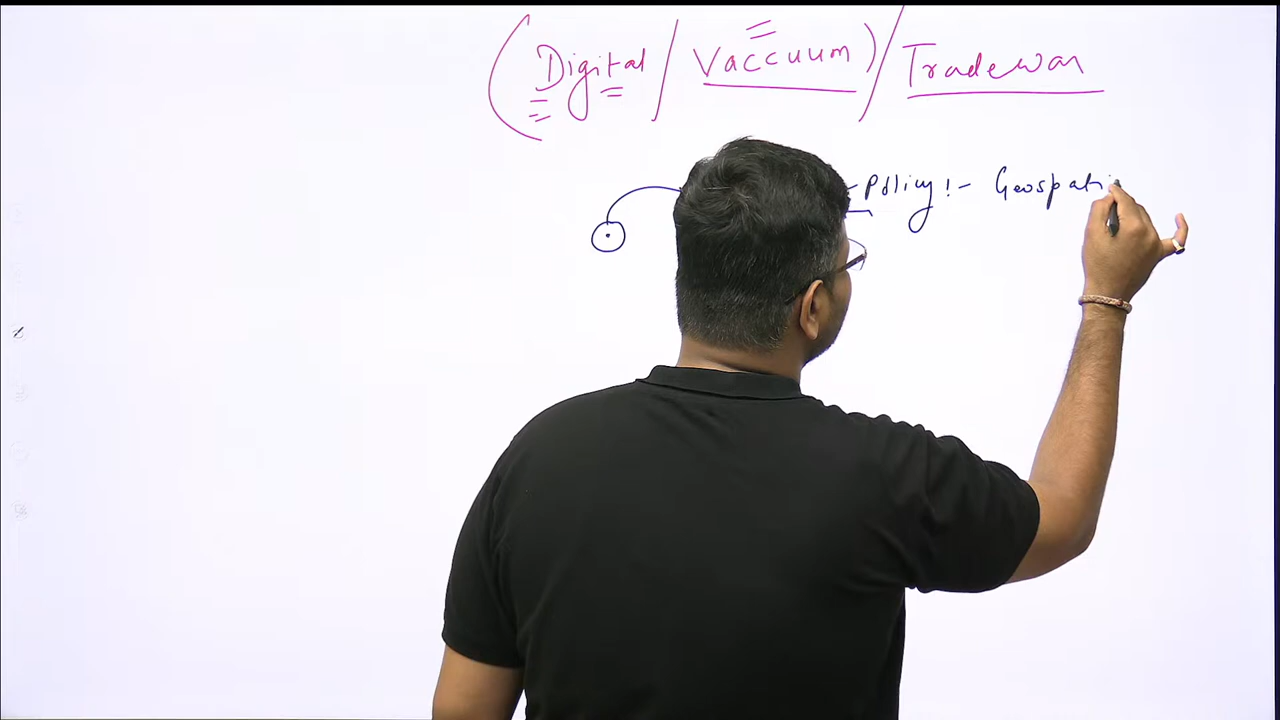 (Digital / Vaccuum) / Tradewar
Policy :- Geospati